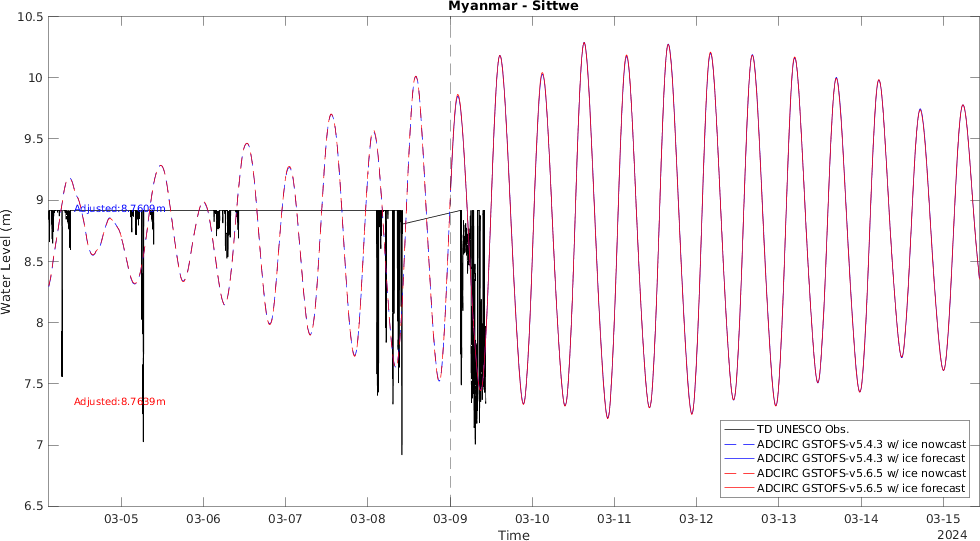 Myanmar - Sittwe
10.5
10
9.5
9
8.5
8
7.5
7
6.5
Water Level (m)
Adjusted:8.7609m
Adjusted:8.7639m
TD UNESCO Obs.
ADCIRC GSTOFS-v5.4.3 w/ ice nowcast
ADCIRC GSTOFS-v5.4.3 w/ ice forecast
ADCIRC GSTOFS-v5.6.5 w/ ice nowcast
ADCIRC GSTOFS-v5.6.5 w/ ice forecast
03-05 03-06 03-07 03-08 03-09 03-10 03-11 03-12 03-13 03-14 03-15
Time
2024